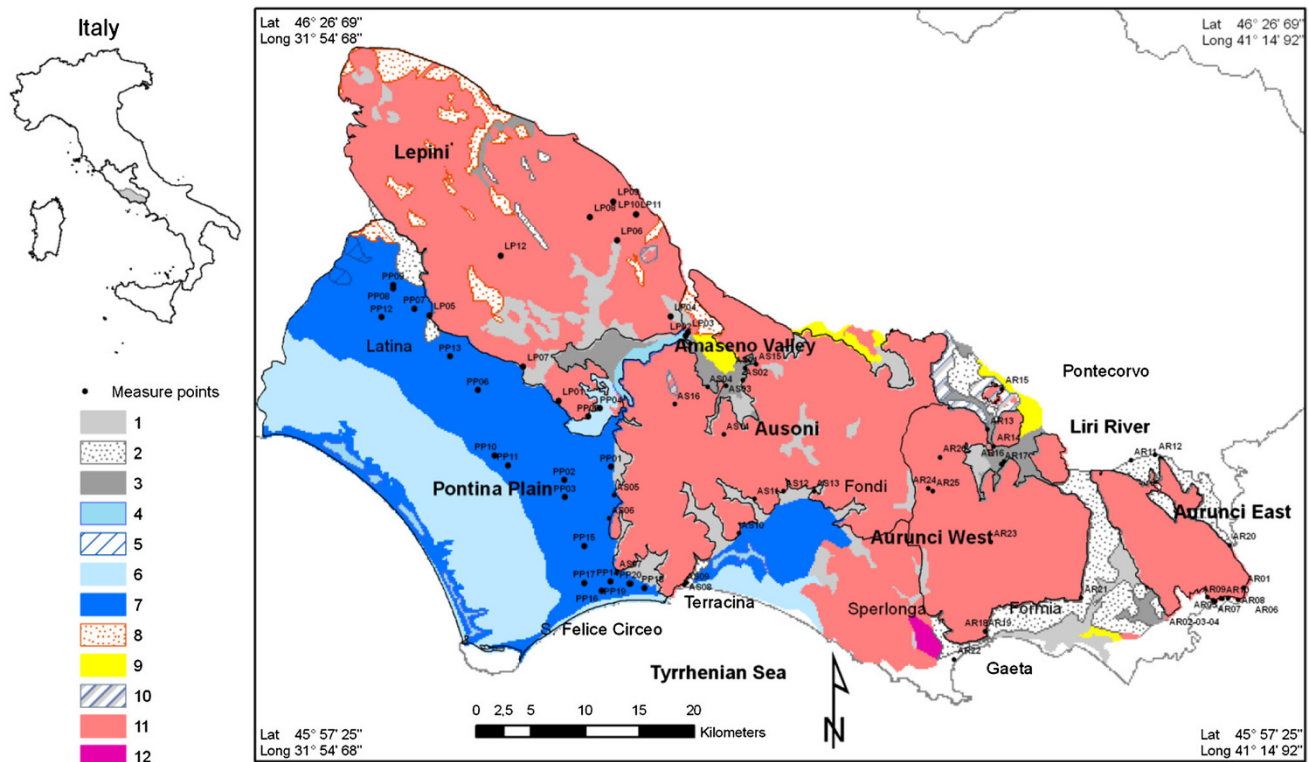 Italy
Measure points
1
2
3
4
5
6
7
8
9
10
11
12
Lat 46° 26' 69"
Long 31° 54' 68"
Lat 46° 26' 69"
Long 41° 14' 92"
Lepini
LP09
LP08
LP10
LP11
LP06
LP12
PP09
PP08
PP07
LP05
PP12
LP04
LP03
LP02
Latina
PP13
Amaseno Valley
AS15
AS02
LP07
PP06
AS04
AS03
AS16
LP01
PP04
AR15
Pontecorvo
AR13
AS14
Ausoni
AR14
Liri River
AR26
AR16
AR17
AR11
AR12
PP10
PP11
PP01
PP02
PP03
Pontina Plain
AS05
AS11
AS12
AS13
Fondi
AR24
AR25
AS06
AS10
Aurunci West
AR23
Aurunci East
AR20
PP15
AS07
PP17
PP14
PP20
PP18
PP16
PP19
AS09
AS08
Terracina
AR21
AR01
AR09
AR10
AR05
AR07
AR08
AR06
AR02-03-04
Sperlonga
Formia
S. Felice Circeo
AR18
AR19
AR22
Gaeta
Tyrrhenian Sea
N
0 2,5 5 10 15 20
Kilometers
Lat 45° 57' 25"
Long 31° 54' 68"
Lat 45° 57' 25"
Long 41° 14' 92"